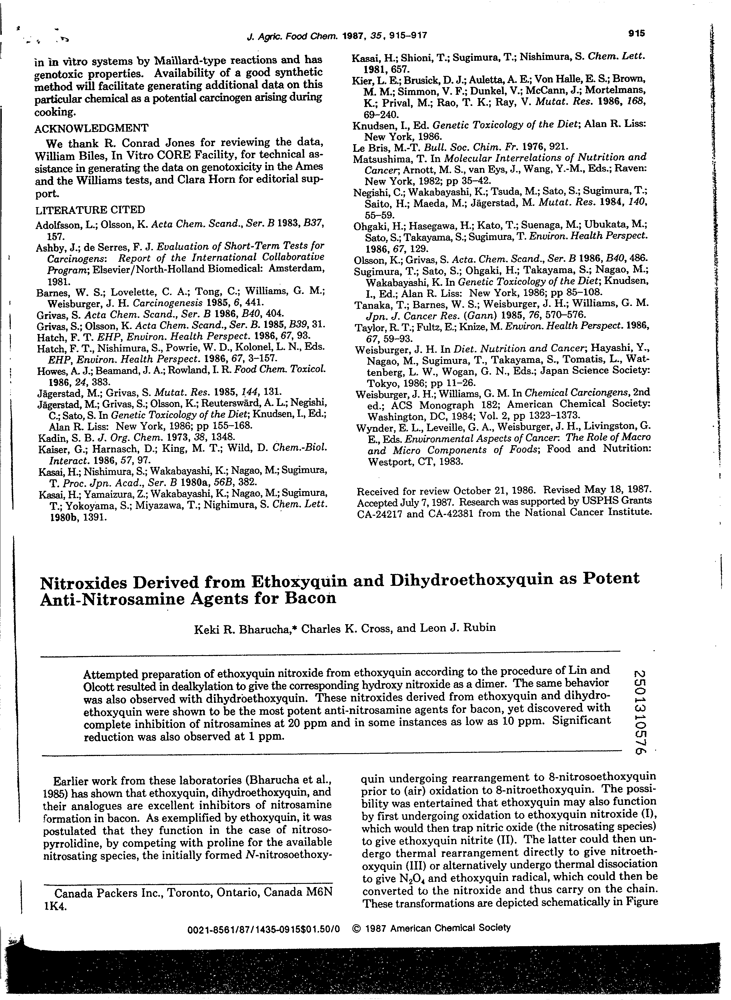 J. Agric. Food Chem. 1987, 35, 915–917
915
in in vitro systems by Maillard-type reactions and has
genotoxic properties. Availability of a good synthetic
method will facilitate generating additional data on this
particular chemical as a potential carcinogen arising during
cooking.
ACKNOWLEDGMENT
We thank R. Conrad Jones for reviewing the data,
William Biles, In Vitro CORE Facility, for technical as-
sistance in generating the data on genotoxicity in the Ames
and the Williams tests, and Clara Horn for editorial sup-
port.
LITERATURE CITED
Adolfsson, L.; Olsson, K. Acta Chem. Scand., Ser. B 1983, B37,
157.
Ashby, J.; de Serres, F. J. Evaluation of Short-Term Tests for
Carcinogens: Report of the International Collaborative
Program; Elsevier/North-Holland Biomedical: Amsterdam,
1981.
Barnes, W. S.; Lovelette, C. A.; Tong, C.; Williams, G. M.;
Weisburger, J. H. Carcinogenesis 1985, 6, 441.
Grivas, S. Acta Chem. Scand., Ser. B 1986, B40, 404.
Grivas, S.; Olsson, K. Acta Chem. Scand., Ser. B. 1985, B39, 31.
Hatch, F. T. EHP, Environ. Health Perspect. 1986, 67, 93.
Hatch, F. T., Nishimura, S., Powrie, W. D., Kolonel, L. N., Eds.
EHP, Environ. Health Perspect. 1986, 67, 3–157.
Howes, A. J.; Beamand, J. A.; Rowland, I. R. Food Chem. Toxicol.
1986, 24, 383.
Jägerstad, M.; Grivas, S. Mutat. Res. 1985, 144, 131.
Jägerstad, M.; Grivas, S.; Olsson, K.; Reuterswärd, A. L.; Negishi,
C.; Sato, S. In Genetic Toxicology of the Diet; Knudsen, I., Ed.;
Alan R. Liss: New York, 1986; pp 155–168.
Kadin, S. B. J. Org. Chem. 1973, 38, 1348.
Kaiser, G.; Harnasch, D.; King, M. T.; Wild, D. Chem.-Biol.
Interact. 1986, 57, 97.
Kasai, H.; Nishimura, S.; Wakabayashi, K.; Nagao, M.; Sugimura,
T. Proc. Jpn. Acad., Ser. B 1980a, 56B, 382.
Kasai, H.; Yamaizura, Z.; Wakabayashi, K.; Nagao, M.; Sugimura,
T.; Yokoyama, S.; Miyazawa, T.; Nighimura, S. Chem. Lett.
1980b, 1391.
Kasai, H.; Shioni, T.; Sugimura, T.; Nishimura, S. Chem. Lett.
1981, 657.
Kier, L. E.; Brusick, D. J.; Auletta, A. E.; Von Halle, E. S.; Brown,
M. M.; Simmon, V. F.; Dunkel, V.; McCann, J.; Mortelmans,
K.; Prival, M.; Rao, T. K.; Ray, V. Mutat. Res. 1986, 168,
69–240.
Knudsen, I., Ed. Genetic Toxicology of the Diet; Alan R. Liss:
New York, 1986.
Le Bris, M.-T. Bull. Soc. Chim. Fr. 1976, 921.
Matsushima, T. In Molecular Interrelations of Nutrition and
Cancer; Arnott, M. S., van Eys, J., Wang, Y.-M., Eds.; Raven:
New York, 1982; pp 35–42.
Negishi, C.; Wakabayashi, K.; Tsuda, M.; Sato, S.; Sugimura, T.;
Saito, H.; Maeda, M.; Jägerstad, M. Mutat. Res. 1984, 140,
55–59.
Ohgaki, H.; Hasegawa, H.; Kato, T.; Suenaga, M.; Ubukata, M.;
Sato, S.; Takayama, S.; Sugimura, T. Environ. Health Perspect.
1986, 67, 129.
Olsson, K.; Grivas, S. Acta. Chem. Scand., Ser. B 1986, B40, 486.
Sugimura, T.; Sato, S.; Ohgaki, H.; Takayama, S.; Nagao, M.;
Wakabayashi, K. In Genetic Toxicology of the Diet; Knudsen,
I., Ed.; Alan R. Liss: New York, 1986; pp 85–108.
Tanaka, T.; Barnes, W. S.; Weisburger, J. H.; Williams, G. M.
Jpn. J. Cancer Res. (Gann) 1985, 76, 570–576.
Taylor, R. T.; Fultz, E.; Knize, M. Environ. Health Perspect. 1986,
67, 59–93.
Weisburger, J. H. In Diet. Nutrition and Cancer; Hayashi, Y.,
Nagao, M., Sugimura, T., Takayama, S., Tomatis, L., Wat-
tenberg, L. W., Wogan, G. N., Eds.; Japan Science Society:
Tokyo, 1986; pp 11–26.
Weisburger, J. H.; Williams, G. M. In Chemical Carciongens, 2nd
ed.; ACS Monograph 182; American Chemical Society:
Washington, DC, 1984; Vol. 2, pp 1323–1373.
Wynder, E. L., Leveille, G. A., Weisburger, J. H., Livingston, G.
E., Eds. Environmental Aspects of Cancer: The Role of Macro
and Micro Components of Foods; Food and Nutrition:
Westport, CT, 1983.
Received for review October 21, 1986. Revised May 18, 1987.
Accepted July 7, 1987. Research was supported by USPHS Grants
CA-24217 and CA-42381 from the National Cancer Institute.
Nitroxides Derived from Ethoxyquin and Dihydroethoxyquin as Potent
Anti-Nitrosamine Agents for Bacon
Keki R. Bharucha,* Charles K. Cross, and Leon J. Rubin
Attempted preparation of ethoxyquin nitroxide from ethoxyquin according to the procedure of Lin and
Olcott resulted in dealkylation to give the corresponding hydroxy nitroxide as a dimer. The same behavior
was also observed with dihydroethoxyquin. These nitroxides derived from ethoxyquin and dihydro-
ethoxyquin were shown to be the most potent anti-nitrosamine agents for bacon, yet discovered with
complete inhibition of nitrosamines at 20 ppm and in some instances as low as 10 ppm. Significant
reduction was also observed at 1 ppm.
2501310576
Earlier work from these laboratories (Bharucha et al.,
1985) has shown that ethoxyquin, dihydroethoxyquin, and
their analogues are excellent inhibitors of nitrosamine
formation in bacon. As exemplified by ethoxyquin, it was
postulated that they function in the case of nitroso-
pyrrolidine, by competing with proline for the available
nitrosating species, the initially formed N-nitrosoethoxy-
Canada Packers Inc., Toronto, Ontario, Canada M6N
1K4.
quin undergoing rearrangement to 8-nitrosoethoxyquin
prior to (air) oxidation to 8-nitroethoxyquin. The possi-
bility was entertained that ethoxyquin may also function
by first undergoing oxidation to ethoxyquin nitroxide (I),
which would then trap nitric oxide (the nitrosating species)
to give ethoxyquin nitrite (II). The latter could then un-
dergo thermal rearrangement directly to give nitroeth-
oxyquin (III) or alternatively undergo thermal dissociation
to give N₂O₄ and ethoxyquin radical, which could then be
converted to the nitroxide and thus carry on the chain.
These transformations are depicted schematically in Figure
0021-8561/87/1435-0915$01.50/0 © 1987 American Chemical Society